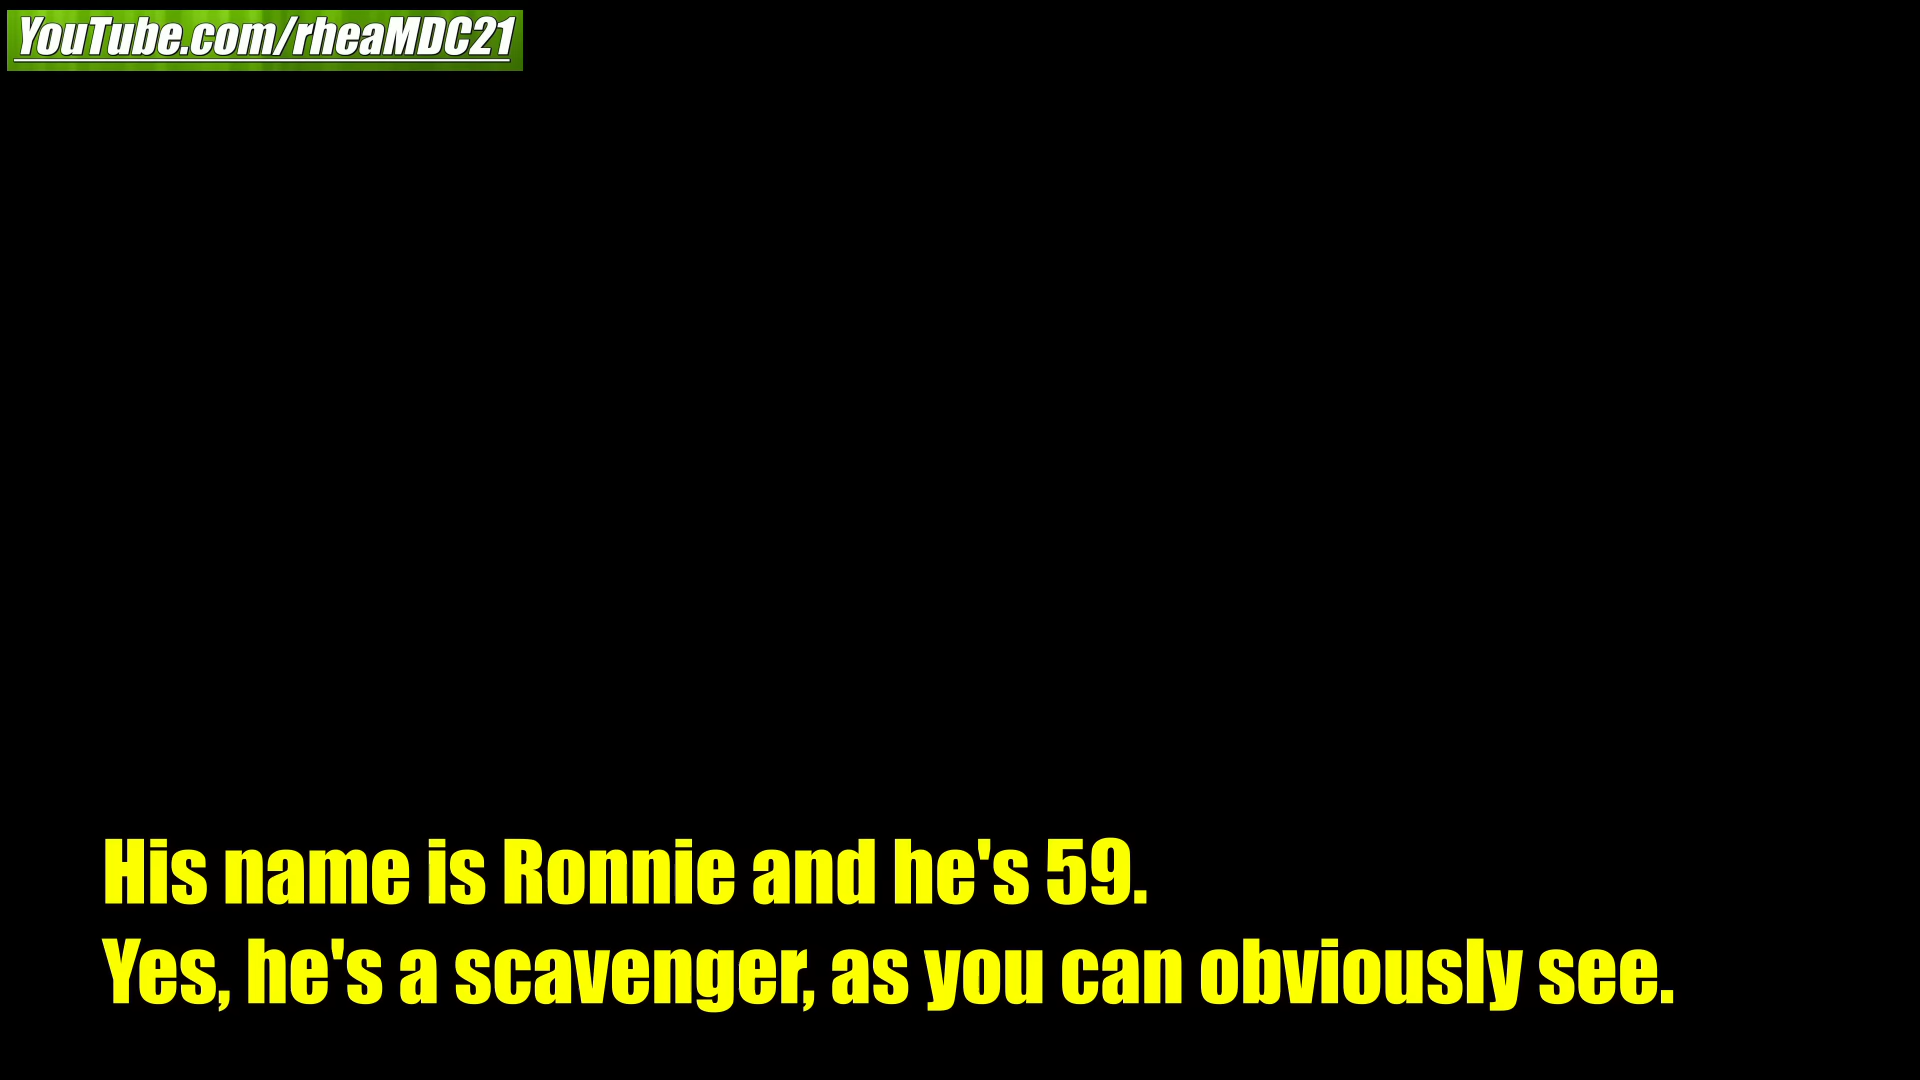 YouTube.com/rheaMDC21
His name is Ronnie and he's 59.
Yes, he's a scavenger, as you can obviously see.